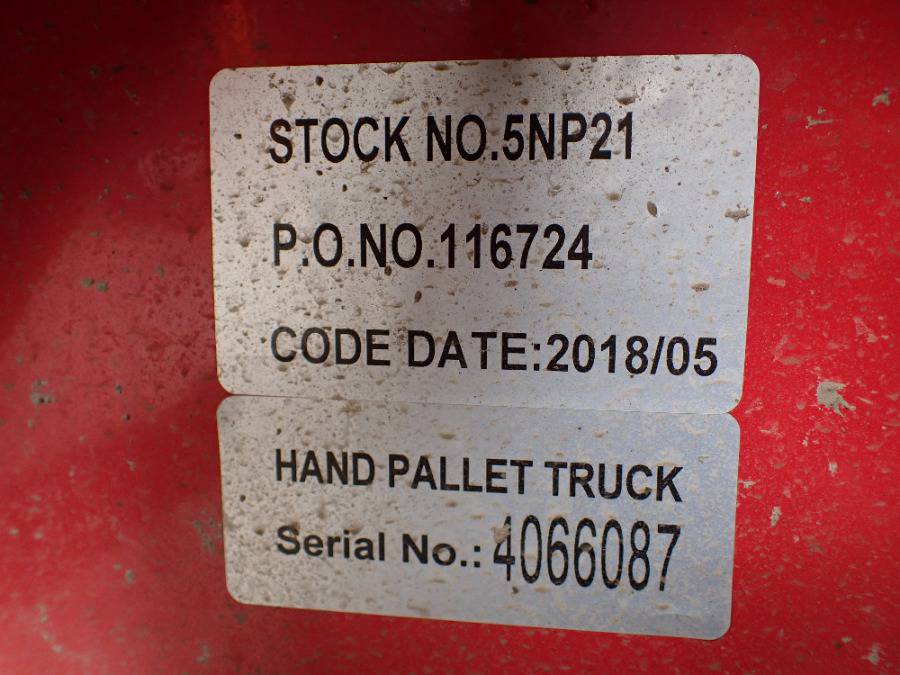 STOCK NO.5NP21
P.O.NO.116724
CODE DATE:2018/05
HAND PALLET TRUCK
Serial No.: 4066087